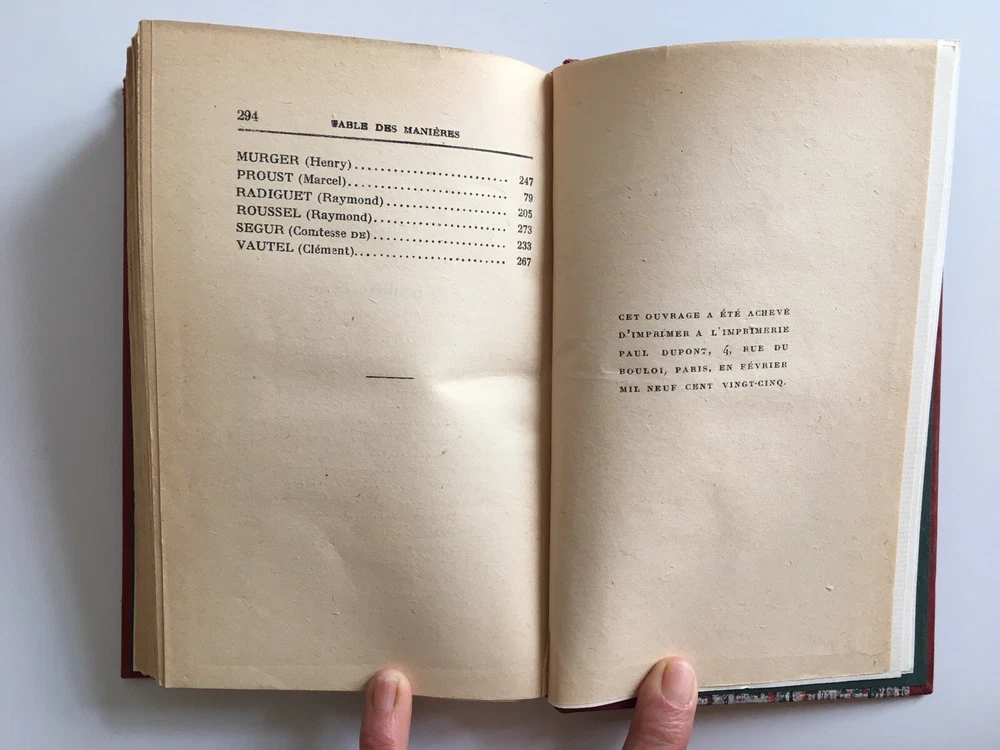 294
TABLE DES MANIÈRES
MURGER (Henry)........................... 247
PROUST (Marcel)........................... 79
RADIGUET (Raymond)........................... 205
ROUSSEL (Raymond)........................... 273
SEGUR (Comtesse DE)........................... 233
VAUTEL (Clément)........................... 267
CET OUVRAGE A ÉTÉ ACHEVÉ
D'IMPRIMER A L'IMPRIMERIE
PAUL DUPONT, 4, RUE DU
BOULOI, PARIS, EN FÉVRIER
MIL NEUF CENT VINGT-CINQ.